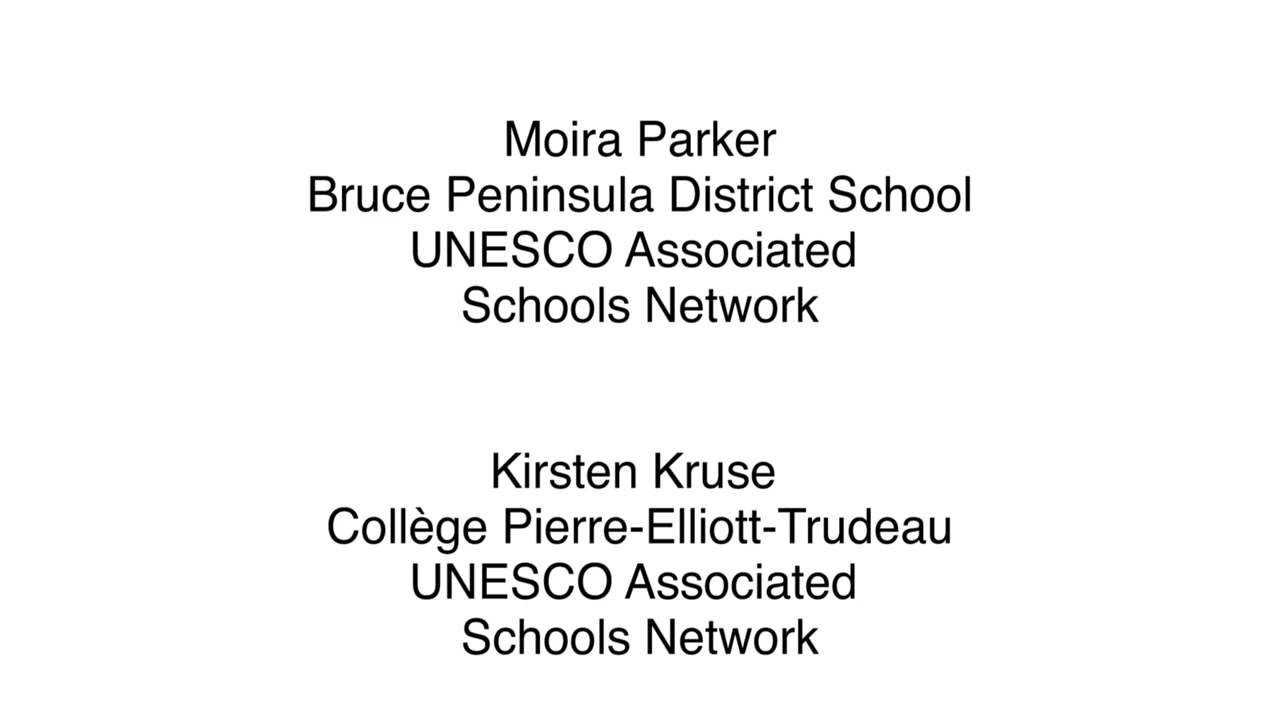 Moira Parker
Bruce Peninsula District School
UNESCO Associated
Schools Network
Kirsten Kruse
Collège Pierre-Elliott-Trudeau
UNESCO Associated
Schools Network